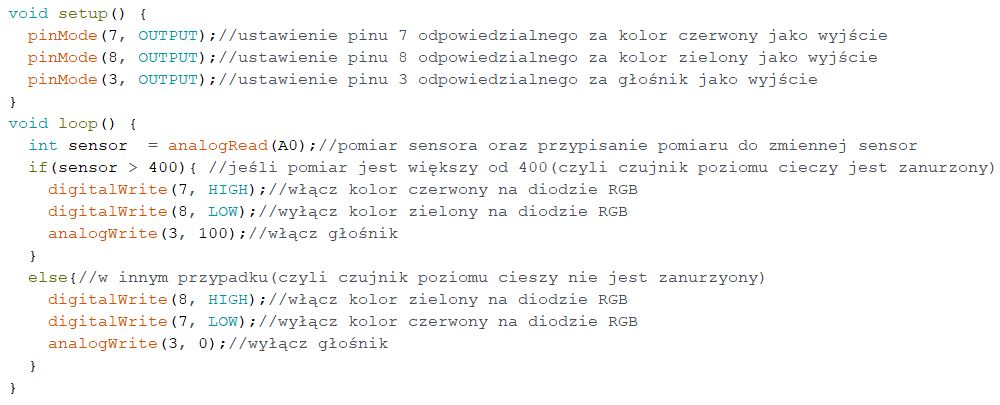 void setup() {
  pinMode(7, OUTPUT);//ustawienie pinu 7 odpowiedzialnego za kolor czerwony jako wyjście
  pinMode(8, OUTPUT);//ustawienie pinu 8 odpowiedzialnego za kolor zielony jako wyjście
  pinMode(3, OUTPUT);//ustawienie pinu 3 odpowiedzialnego za głośnik jako wyjście
}
void loop() {
  int sensor  = analogRead(A0);//pomiar sensora oraz przypisanie pomiaru do zmiennej sensor
  if(sensor > 400){ //jeśli pomiar jest większy od 400(czyli czujnik poziomu cieczy jest zanurzony)
    digitalWrite(7, HIGH);//włącz kolor czerwony na diodzie RGB
    digitalWrite(8, LOW);//wyłącz kolor zielony na diodzie RGB
    analogWrite(3, 100);//włącz głośnik
  }
  else{//w innym przypadku(czyli czujnik poziomu cieszy nie jest zanurzyony)
    digitalWrite(8, HIGH);//włącz kolor zielony na diodzie RGB
    digitalWrite(7, LOW);//wyłącz kolor czerwony na diodzie RGB
    analogWrite(3, 0);//wyłącz głośnik
  }
}